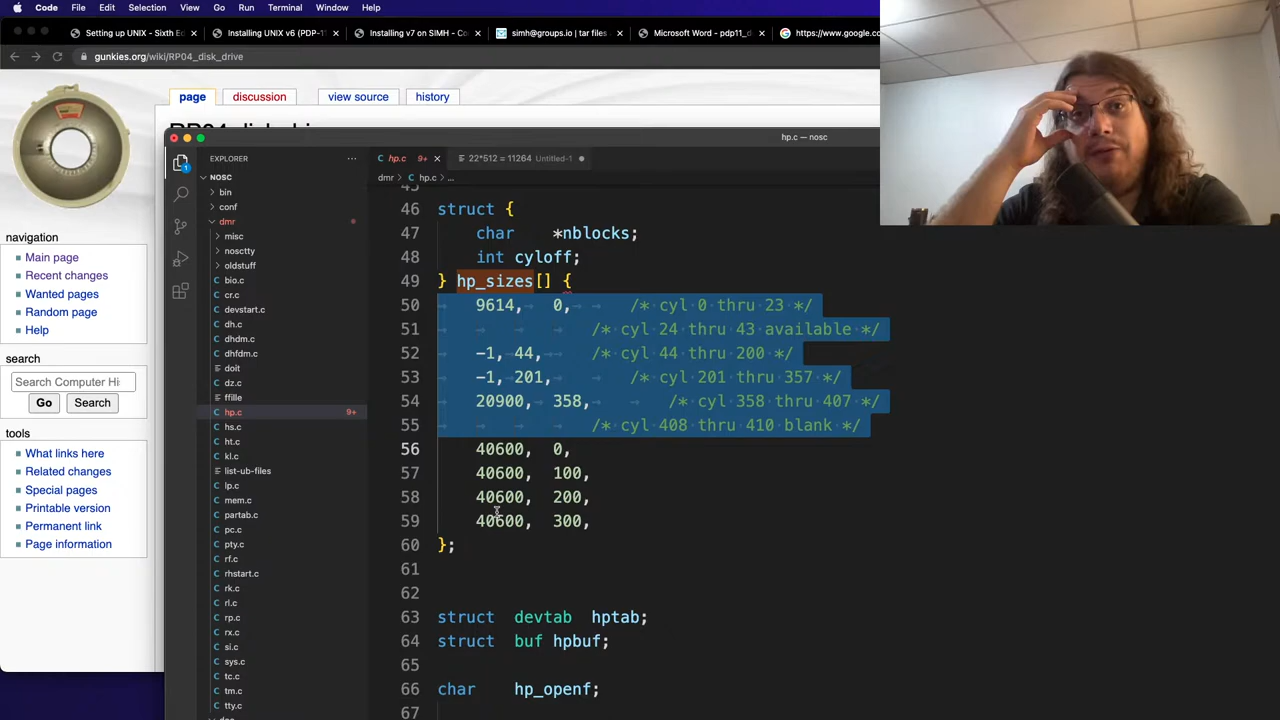 Code File Edit Selection View Go Run Terminal Window Help
Setting up UNIX - Sixth Ed
Installing UNIX v6 (PDP-1
Installing v7 on SIMH - Co
simh@groups.io | tar files
Microsoft Word - pdp11_d
https://www.google.co
gunkies.org/wiki/RP04_disk_drive
page
discussion
view source
history
navigation
Main page
Recent changes
Wanted pages
Random page
Help
search
Search Computer Hi
Go
Search
tools
What links here
Related changes
Special pages
Printable version
Permanent link
Page information
hp.c — nosc
EXPLORER
NOSC
bin
conf
dmr
misc
nosctty
oldstuff
bio.c
cr.c
devstart.c
dh.c
dhdm.c
dhfdm.c
doit
dz.c
ffille
hp.c 9+
hs.c
ht.c
kl.c
list-ub-files
lp.c
mem.c
partab.c
pc.c
pty.c
rf.c
rhstart.c
rk.c
rl.c
rp.c
rx.c
si.c
sys.c
tc.c
tm.c
tty.c
C hp.c 9+
22*512 = 11264 Untitled-1
dmr > C hp.c > ...
46 struct {
47 char *nblocks;
48 int cyloff;
49 } hp_sizes[] {
50 9614, 0, /* cyl 0 thru 23 */
51 /* cyl 24 thru 43 available */
52 -1, 44, /* cyl 44 thru 200 */
53 -1, 201, /* cyl 201 thru 357 */
54 20900, 358, /* cyl 358 thru 407 */
55 /* cyl 408 thru 410 blank */
56 40600, 0,
57 40600, 100,
58 40600, 200,
59 40600, 300,
60 };
61
62
63 struct devtab hptab;
64 struct buf hpbuf;
65
66 char hp_openf;
67